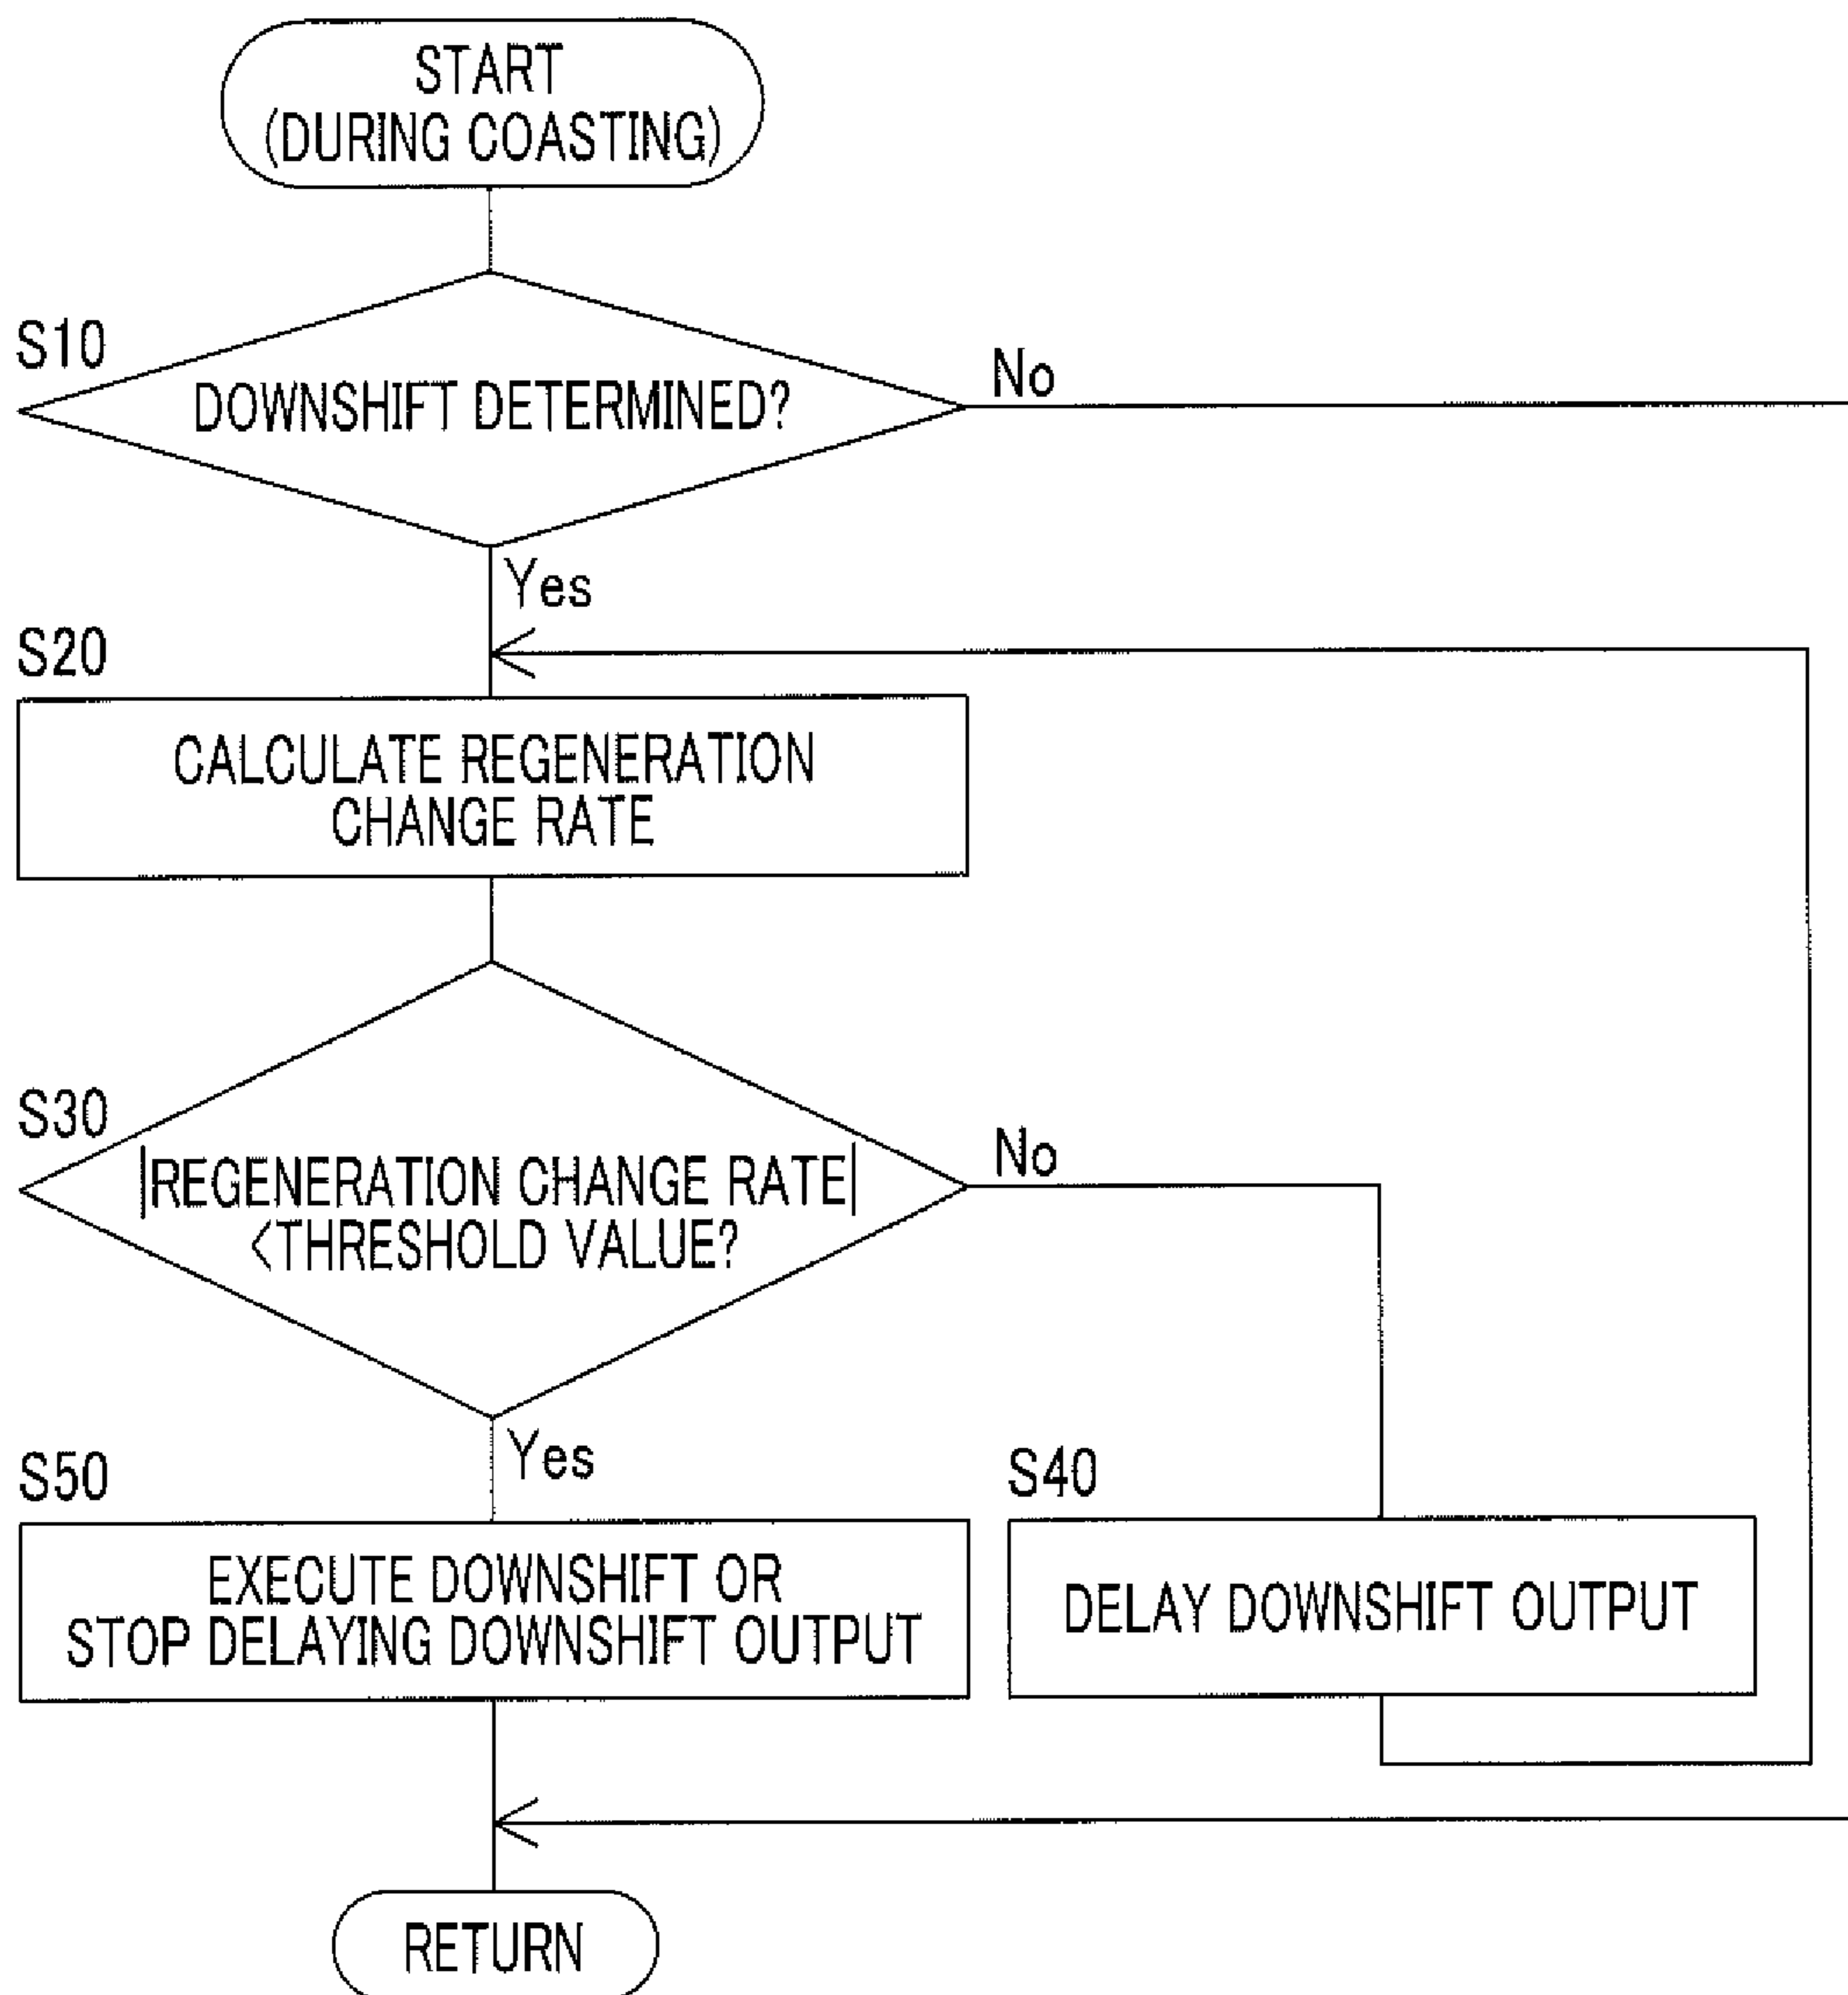 START
(DURING COASTING)
S10
DOWNSHIFT DETERMINED?
No
Yes
S20
CALCULATE REGENERATION
CHANGE RATE
S30
|REGENERATION CHANGE RATE|
<THRESHOLD VALUE?
No
Yes
S50
EXECUTE DOWNSHIFT OR
STOP DELAYING DOWNSHIFT OUTPUT
S40
DELAY DOWNSHIFT OUTPUT
RETURN